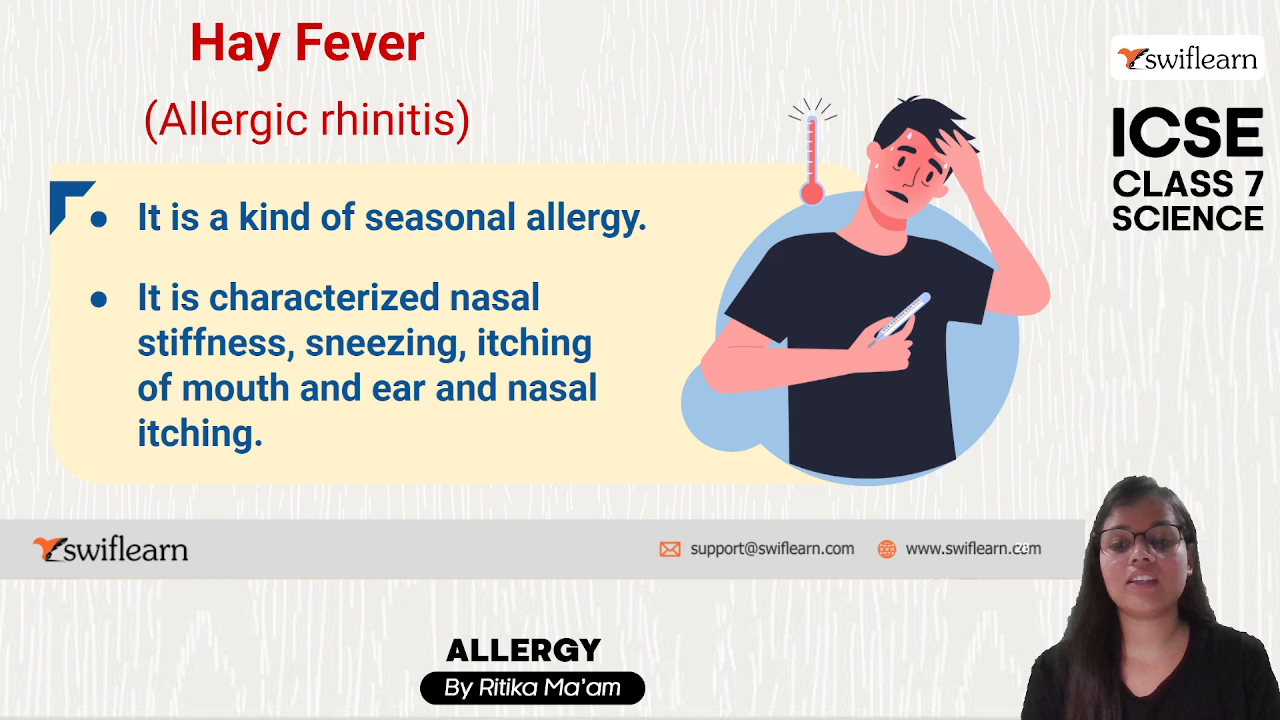 Hay Fever
(Allergic rhinitis)
swiflearn
ICSE
CLASS 7
SCIENCE
● It is a kind of seasonal allergy.
● It is characterized nasal
stiffness, sneezing, itching
of mouth and ear and nasal
itching.
swiflearn
support@swiflearn.com
www.swiflearn.com
ALLERGY
By Ritika Ma'am